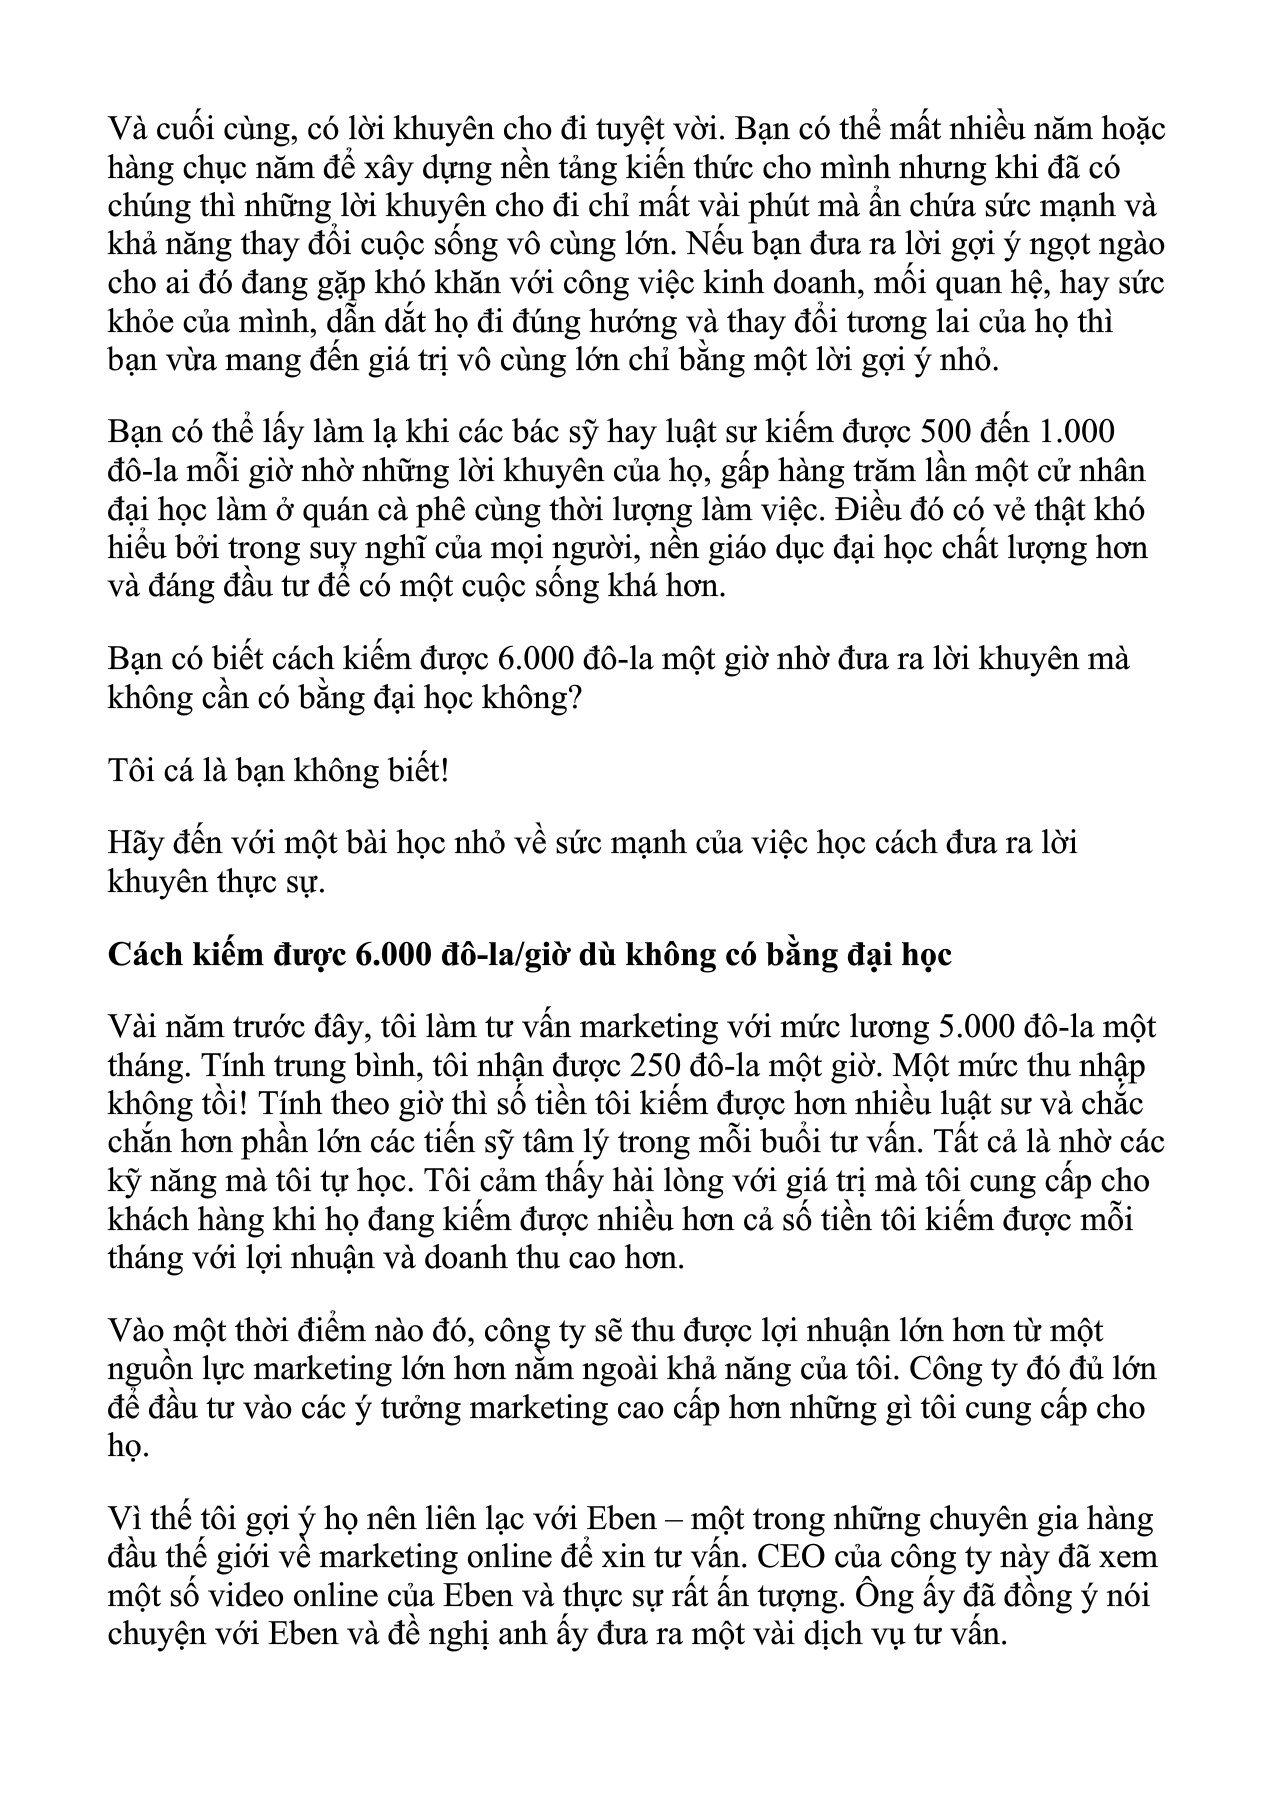 Và cuối cùng, có lời khuyên cho đi tuyệt vời. Bạn có thể mất nhiều năm hoặc
hàng chục năm để xây dựng nền tảng kiến thức cho mình nhưng khi đã có
chúng thì những lời khuyên cho đi chỉ mất vài phút mà ẩn chứa sức mạnh và
khả năng thay đổi cuộc sống vô cùng lớn. Nếu bạn đưa ra lời gợi ý ngọt ngào
cho ai đó đang gặp khó khăn với công việc kinh doanh, mối quan hệ, hay sức
khỏe của mình, dẫn dắt họ đi đúng hướng và thay đổi tương lai của họ thì
bạn vừa mang đến giá trị vô cùng lớn chỉ bằng một lời gợi ý nhỏ.
Bạn có thể lấy làm lạ khi các bác sỹ hay luật sư kiếm được 500 đến 1.000
đô-la mỗi giờ nhờ những lời khuyên của họ, gấp hàng trăm lần một cử nhân
đại học làm ở quán cà phê cùng thời lượng làm việc. Điều đó có vẻ thật khó
hiểu bởi trong suy nghĩ của mọi người, nền giáo dục đại học chất lượng hơn
và đáng đầu tư để có một cuộc sống khá hơn.
Bạn có biết cách kiếm được 6.000 đô-la một giờ nhờ đưa ra lời khuyên mà
không cần có bằng đại học không?
Tôi cá là bạn không biết!
Hãy đến với một bài học nhỏ về sức mạnh của việc học cách đưa ra lời
khuyên thực sự.
Cách kiếm được 6.000 đô-la/giờ dù không có bằng đại học
Vài năm trước đây, tôi làm tư vấn marketing với mức lương 5.000 đô-la một
tháng. Tính trung bình, tôi nhận được 250 đô-la một giờ. Một mức thu nhập
không tồi! Tính theo giờ thì số tiền tôi kiếm được hơn nhiều luật sư và chắc
chắn hơn phần lớn các tiến sỹ tâm lý trong mỗi buổi tư vấn. Tất cả là nhờ các
kỹ năng mà tôi tự học. Tôi cảm thấy hài lòng với giá trị mà tôi cung cấp cho
khách hàng khi họ đang kiếm được nhiều hơn cả số tiền tôi kiếm được mỗi
tháng với lợi nhuận và doanh thu cao hơn.
Vào một thời điểm nào đó, công ty sẽ thu được lợi nhuận lớn hơn từ một
nguồn lực marketing lớn hơn nằm ngoài khả năng của tôi. Công ty đó đủ lớn
để đầu tư vào các ý tưởng marketing cao cấp hơn những gì tôi cung cấp cho
họ.
Vì thế tôi gợi ý họ nên liên lạc với Eben – một trong những chuyên gia hàng
đầu thế giới về marketing online để xin tư vấn. CEO của công ty này đã xem
một số video online của Eben và thực sự rất ấn tượng. Ông ấy đã đồng ý nói
chuyện với Eben và đề nghị anh ấy đưa ra một vài dịch vụ tư vấn.